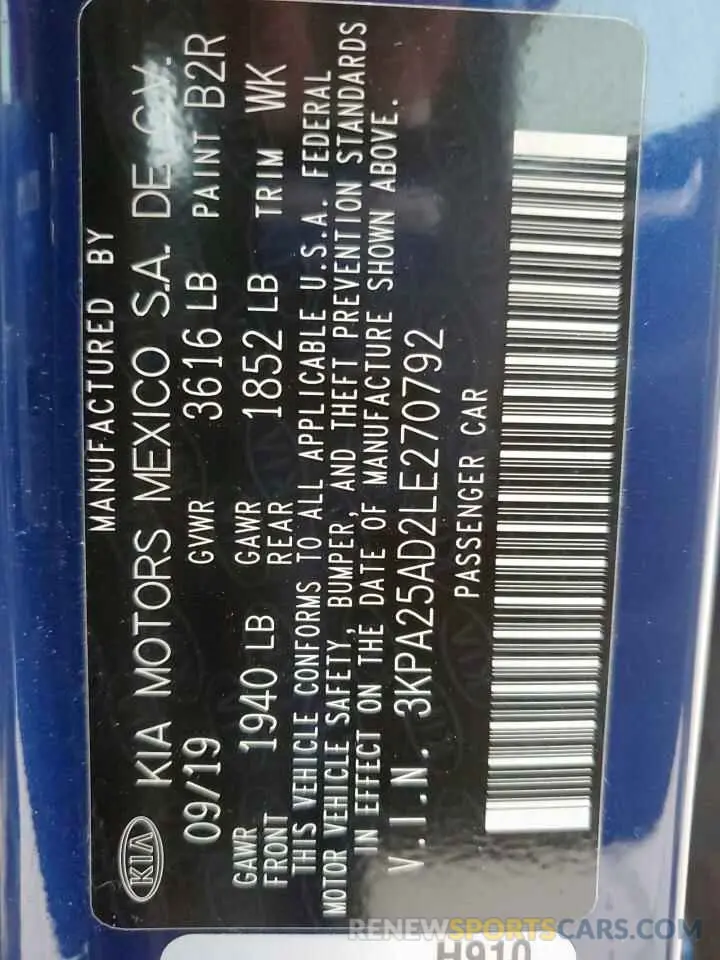 MANUFACTURED BY
KIA KIA MOTORS MEXICO S.A. DE C.V.
09/19 GVWR 3616 LB PAINT B2R
GAWR FRONT 1940 LB GAWR REAR 1852 LB TRIM WK
THIS VEHICLE CONFORMS TO ALL APPLICABLE U.S.A. FEDERAL
MOTOR VEHICLE SAFETY, BUMPER, AND THEFT PREVENTION STANDARDS
IN EFFECT ON THE DATE OF MANUFACTURE SHOWN ABOVE.
V.I.N. 3KPA25AD2LE270792
PASSENGER CAR
H910
RENEWSPORTSCARS.COM